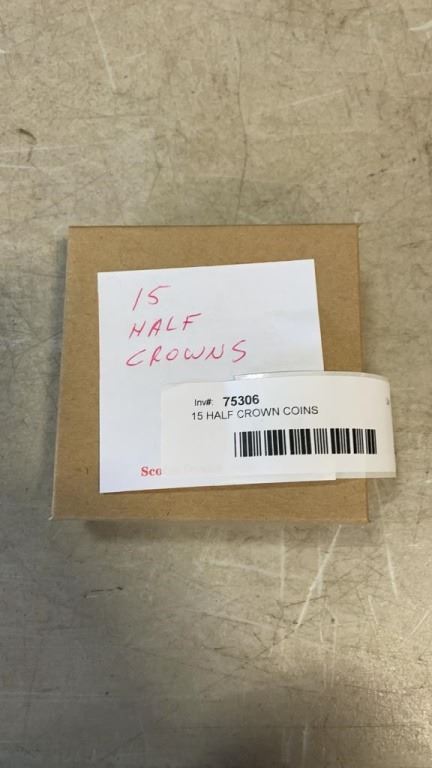 15
HALF
CROWNS
Inv#: 75306
15 HALF CROWN COINS